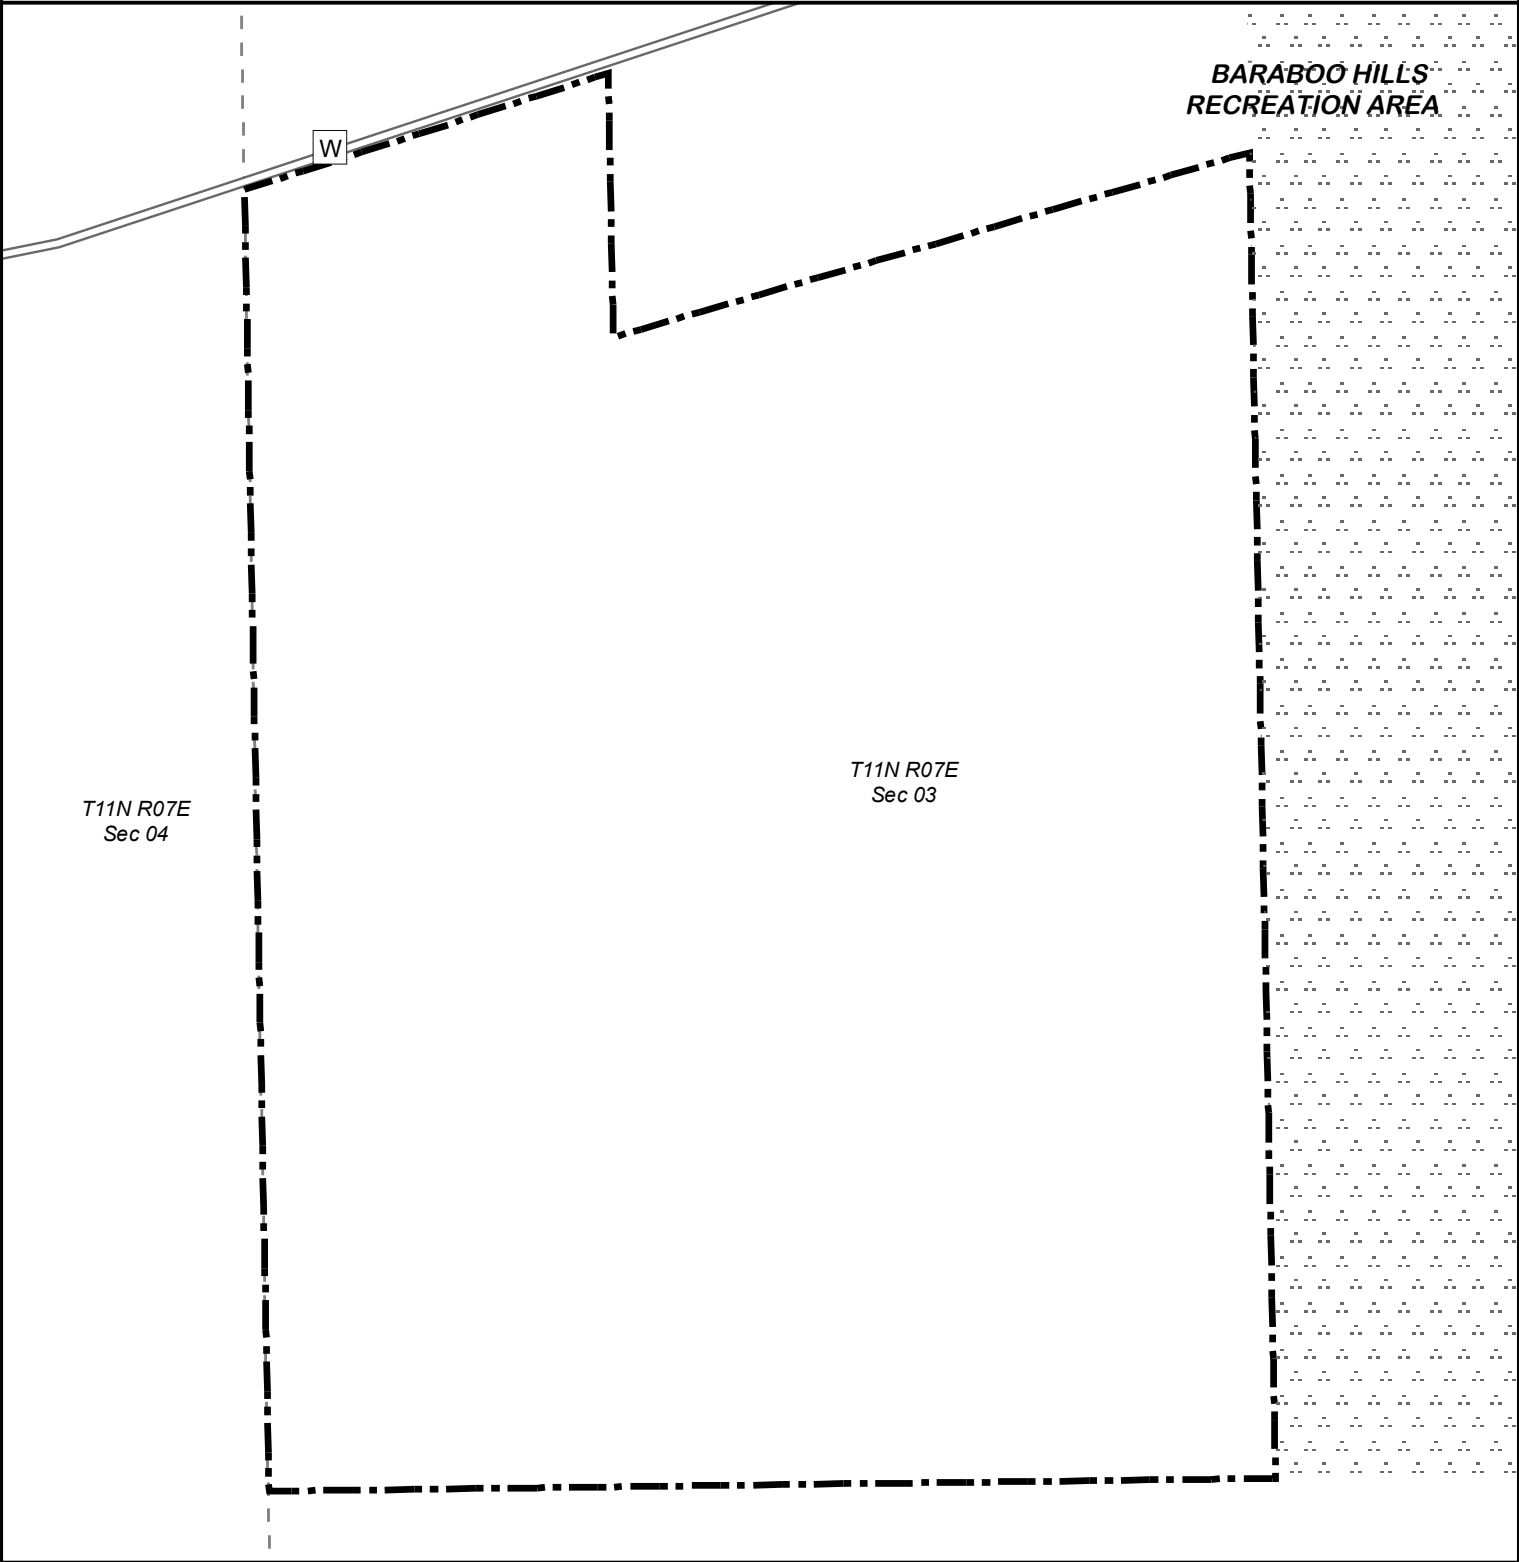 BARABOO HILLS
RECREATION AREA
W
T11N R07E
Sec 03
T11N R07E
Sec 04